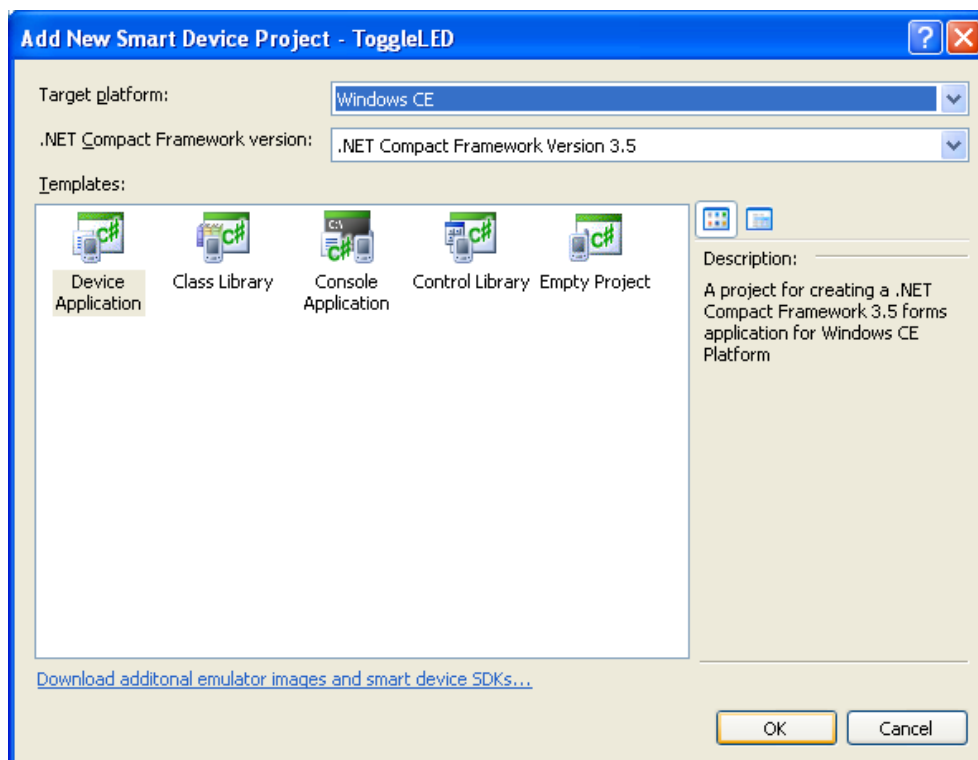 Add New Smart Device Project - ToggleLED
Target platform:
Windows CE
.NET Compact Framework version:
.NET Compact Framework Version 3.5
Templates:
Device Application
Class Library
Console Application
Control Library
Empty Project
Description:
A project for creating a .NET
Compact Framework 3.5 forms
application for Windows CE
Platform
Download additonal emulator images and smart device SDKs...
OK
Cancel